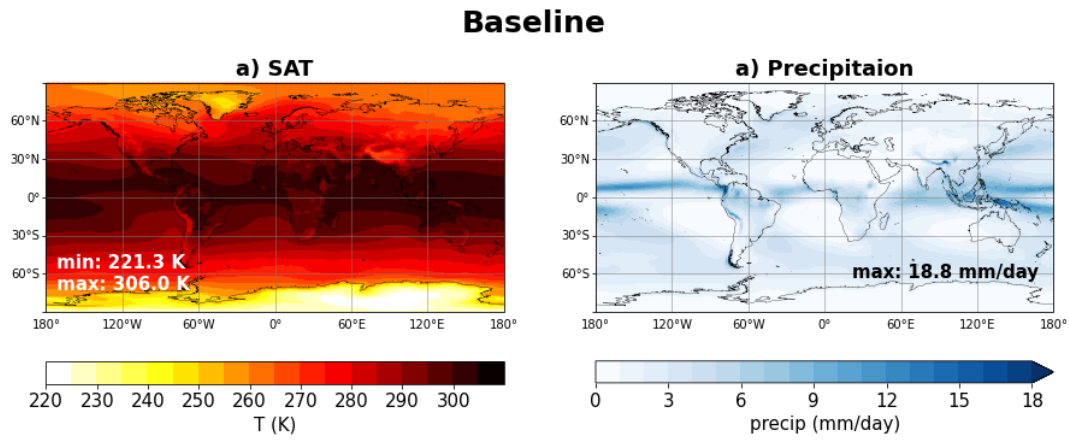 Baseline
a) SAT
a) Precipitaion
60°N
30°N
0°
30°S
60°S
min: 221.3 K
max: 306.0 K
180° 120°W 60°W 0° 60°E 120°E 180°
60°N
30°N
0°
30°S
60°S
max: 18.8 mm/day
180° 120°W 60°W 0° 60°E 120°E 180°
220 230 240 250 260 270 280 290 300
T (K)
0 3 6 9 12 15 18
precip (mm/day)